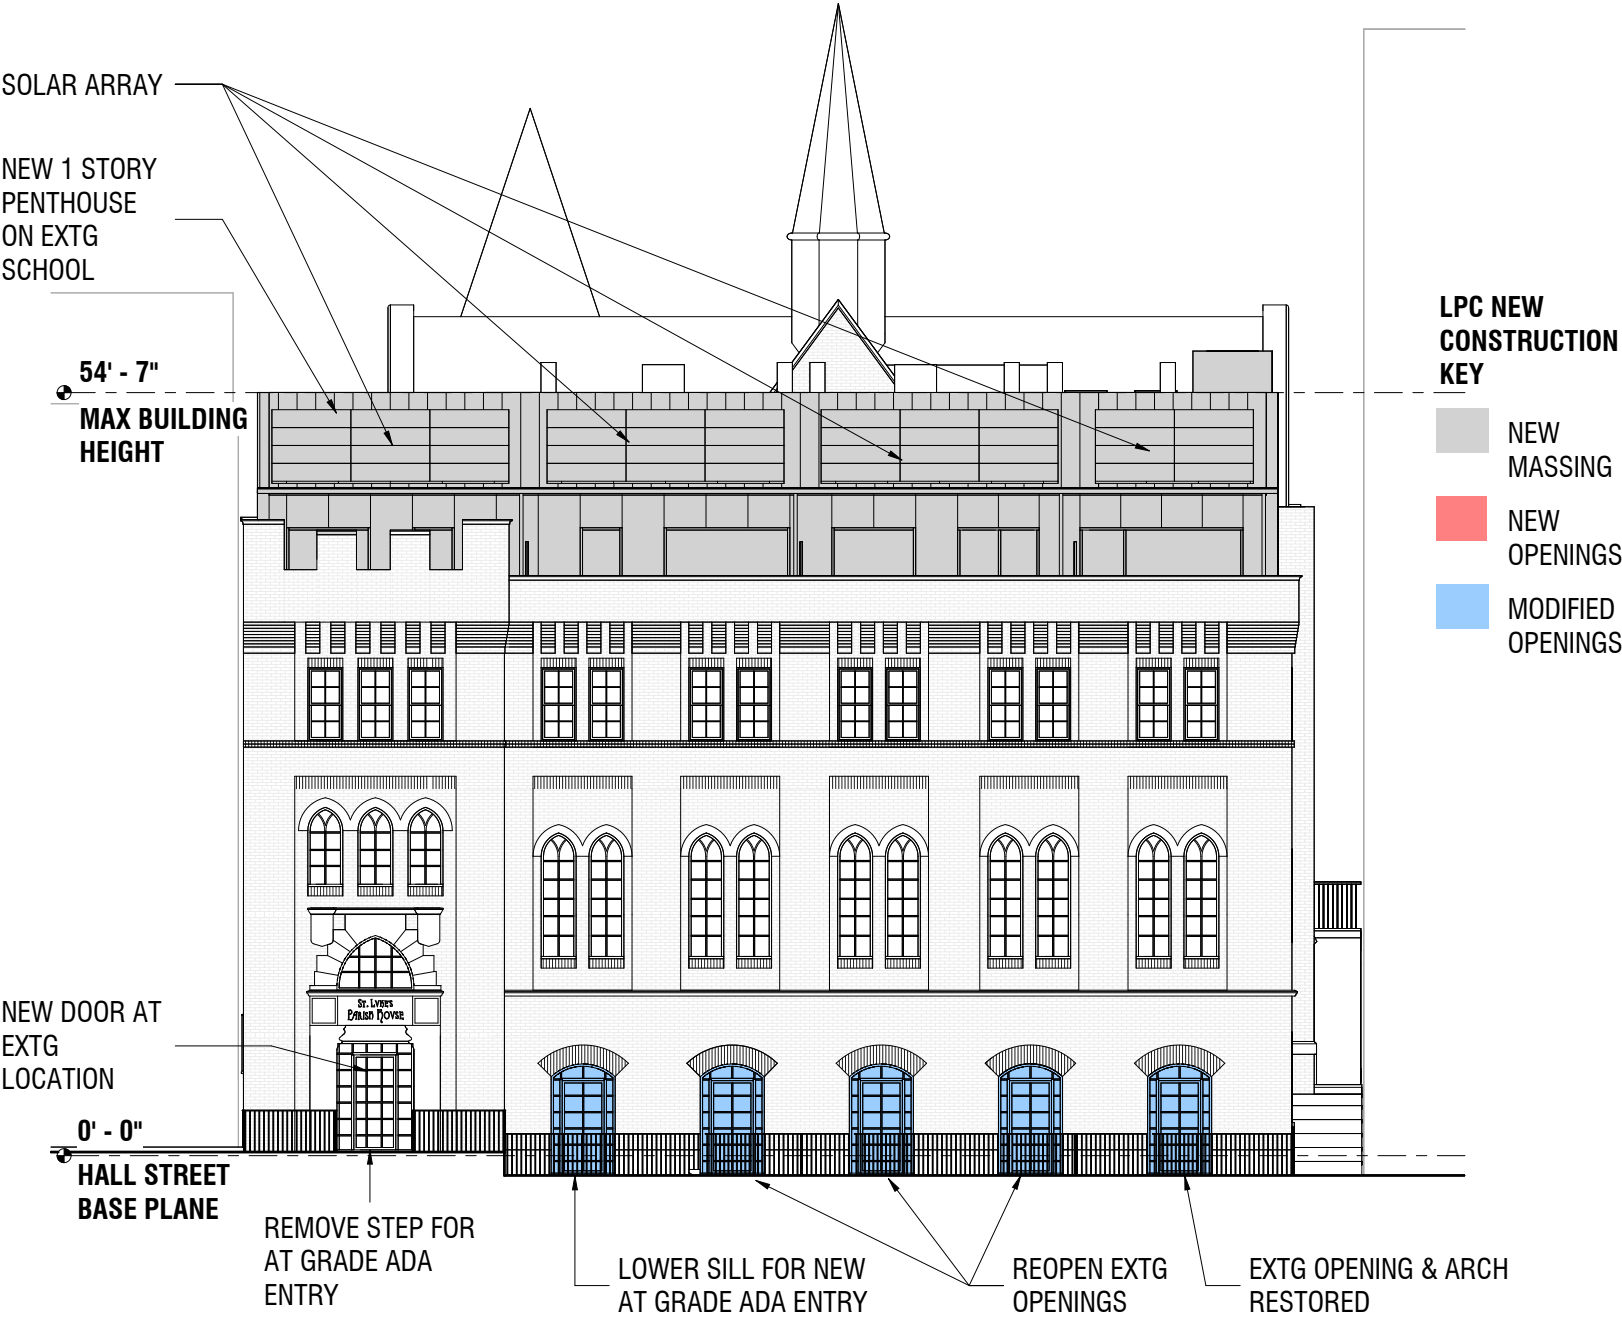 SOLAR ARRAY
NEW 1 STORY
PENTHOUSE
ON EXTG
SCHOOL
54' - 7"
MAX BUILDING
HEIGHT
LPC NEW
CONSTRUCTION
KEY
NEW
MASSING
NEW
OPENINGS
MODIFIED
OPENINGS
ST. LVKE'S
PARISH HOVSE
NEW DOOR AT
EXTG
LOCATION
0' - 0"
HALL STREET
BASE PLANE
REMOVE STEP FOR
AT GRADE ADA
ENTRY
LOWER SILL FOR NEW
AT GRADE ADA ENTRY
REOPEN EXTG
OPENINGS
EXTG OPENING & ARCH
RESTORED